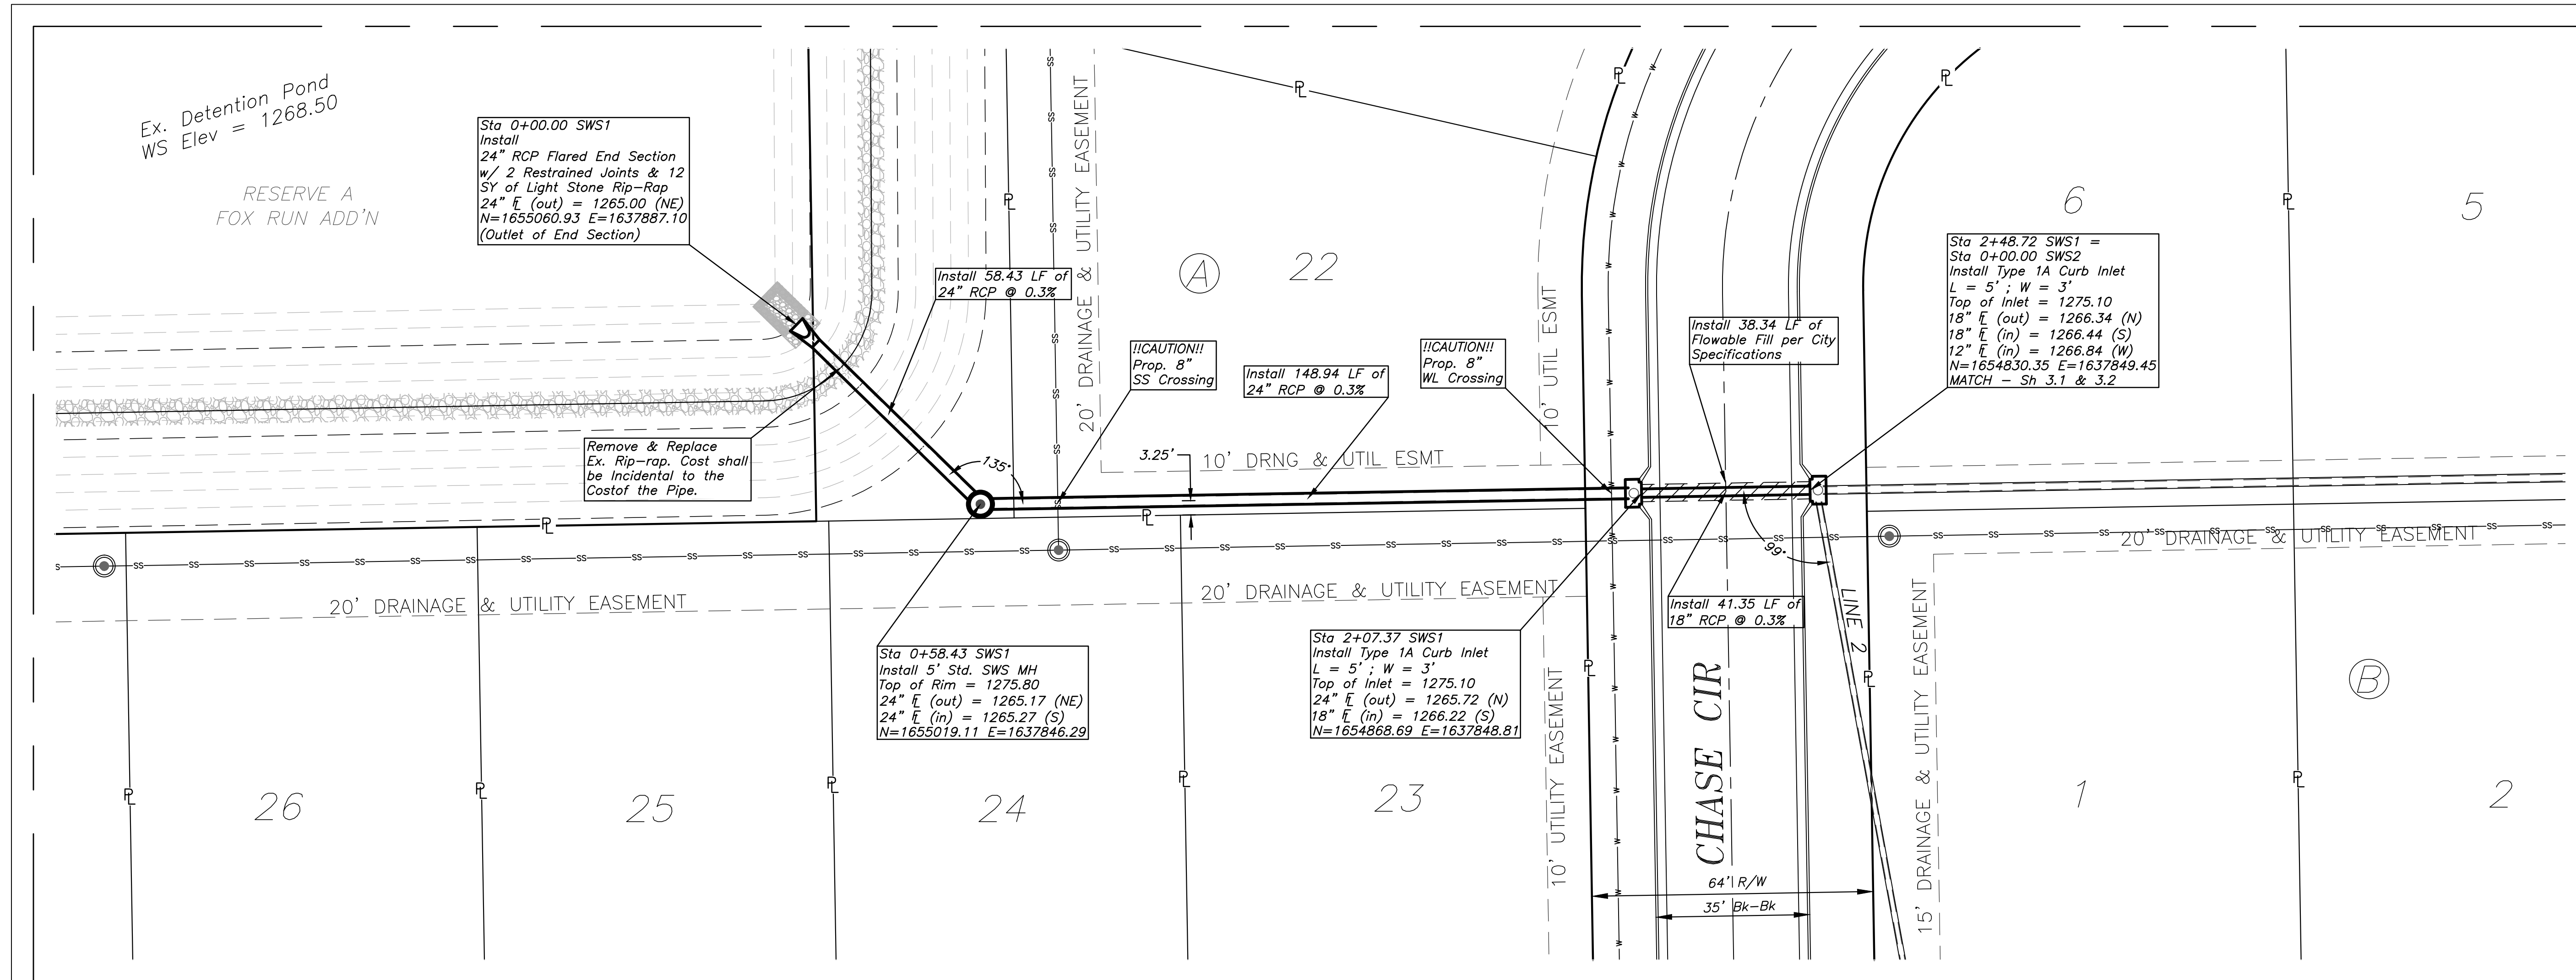 Ex. Detention Pond
WS Elev = 1268.50
RESERVE A
FOX RUN ADD'N
Sta 0+00.00 SWS1
Install
24" RCP Flared End Section
w/ 2 Restrained Joints & 12
SY of Light Stone Rip-Rap
24" FL (out) = 1265.00 (NE)
N=1655060.93 E=1637887.10
(Outlet of End Section)
Install 58.43 LF of
24" RCP @ 0.3%
20' DRAINAGE & UTILITY EASEMENT
A
22
10' UTIL ESMT
6
5
Sta 2+48.72 SWS1 =
Sta 0+00.00 SWS2
Install Type 1A Curb Inlet
L = 5' ; W = 3'
Top of Inlet = 1275.10
18" FL (out) = 1266.34 (N)
18" FL (in) = 1266.44 (S)
12" FL (in) = 1266.84 (W)
N=1654830.35 E=1637849.45
MATCH - Sh 3.1 & 3.2
!!CAUTION!!
Prop. 8"
SS Crossing
Install 148.94 LF of
24" RCP @ 0.3%
!!CAUTION!!
Prop. 8"
WL Crossing
Install 38.34 LF of
Flowable Fill per City
Specifications
Remove & Replace
Ex. Rip-rap. Cost shall
be Incidental to the
Costof the Pipe.
135°
3.25'
10' DRNG & UTIL ESMT
99°
20' DRAINAGE & UTILITY EASEMENT
20' DRAINAGE & UTILITY EASEMENT
20' DRAINAGE & UTILITY EASEMENT
Install 41.35 LF of
18" RCP @ 0.3%
LINE 2
Sta 0+58.43 SWS1
Install 5' Std. SWS MH
Top of Rim = 1275.80
24" FL (out) = 1265.17 (NE)
24" FL (in) = 1265.27 (S)
N=1655019.11 E=1637846.29
Sta 2+07.37 SWS1
Install Type 1A Curb Inlet
L = 5' ; W = 3'
Top of Inlet = 1275.10
24" FL (out) = 1265.72 (N)
18" FL (in) = 1266.22 (S)
N=1654868.69 E=1637848.81
10' UTILITY EASEMENT
CHASE CIR
15' DRAINAGE & UTILITY EASEMENT
B
26
25
24
23
1
2
64' R/W
35' Bk-Bk